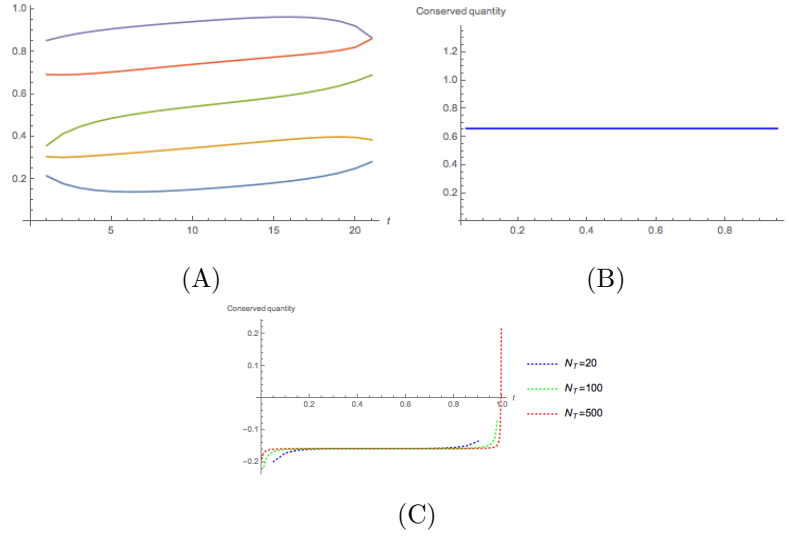 1.0
0.8
0.6
0.4
0.2
5 10 15 20 t
(A)
Conserved quantity
1.2
1.0
0.8
0.6
0.4
0.2
0.2 0.4 0.6 0.8
(B)
Conserved quantity
0.2
0.1
0.2 0.4 0.6 0.8 1.0 t
-0.1
-0.2
N_T=20
N_T=100
N_T=500
(C)